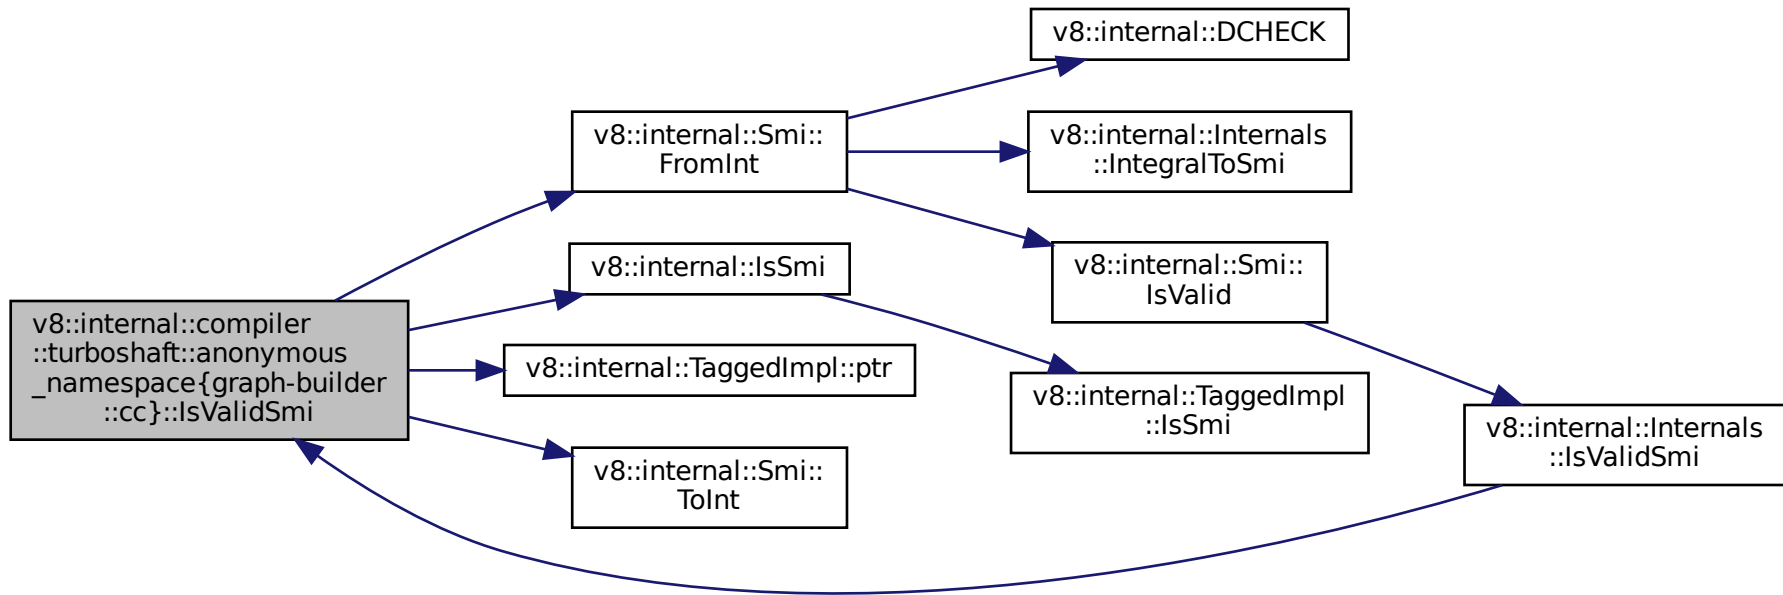 v8::internal::DCHECK
v8::internal::Smi::
FromInt
v8::internal::Internals
::IntegralToSmi
v8::internal::IsSmi
v8::internal::Smi::
IsValid
v8::internal::compiler
::turboshaft::anonymous
_namespace{graph-builder
::cc}::IsValidSmi
v8::internal::TaggedImpl::ptr
v8::internal::TaggedImpl
::IsSmi
v8::internal::Internals
::IsValidSmi
v8::internal::Smi::
ToInt